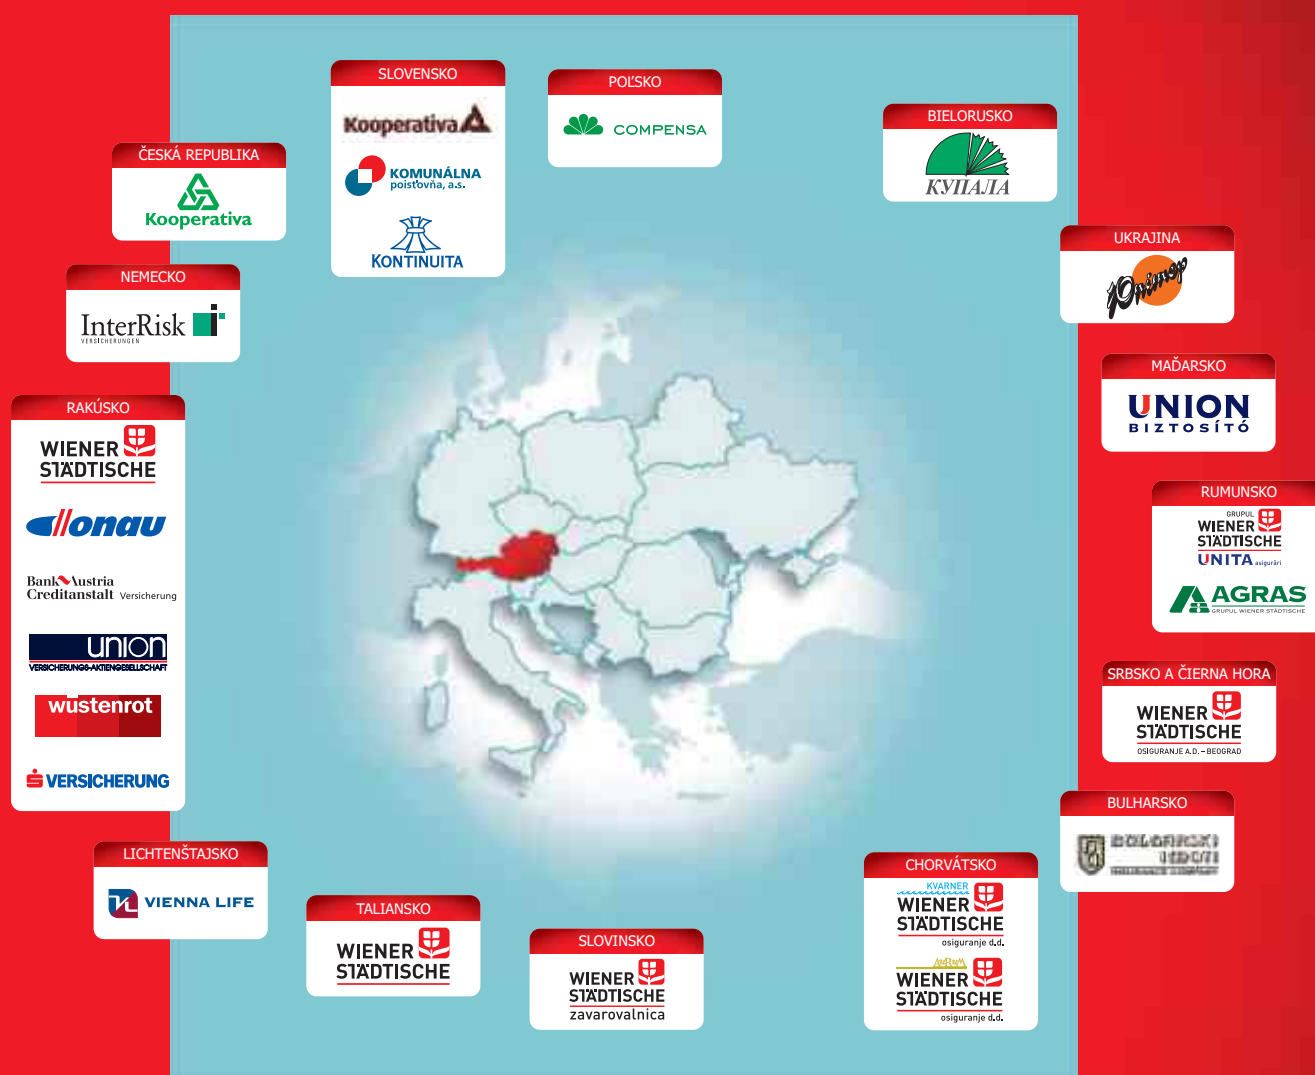 SLOVENSKO
Kooperativa
KOMUNÁLNA
poisťovňa, a.s.
KONTINUITA
POĽSKO
COMPENSA
BIELORUSKO
КУПАЛА
ČESKÁ REPUBLIKA
Kooperativa
UKRAJINA
NEMECKO
InterRisk
VERSICHERUNGEN
MAĎARSKO
UNION
BIZTOSÍTÓ
RAKÚSKO
WIENER
STÄDTISCHE
donau
Bank Austria
Creditanstalt Versicherung
union
VERSICHERUNGS-AKTIENGESELLSCHAFT
wüstenrot
s VERSICHERUNG
RUMUNSKO
GRUPUL
WIENER
STÄDTISCHE
UNITA asigurări
AGRAS
GRUPUL WIENER STÄDTISCHE
SRBSKO A ČIERNA HORA
WIENER
STÄDTISCHE
OSIGURANJE A.D. – BEOGRAD
BULHARSKO
LICHTENŠTAJSKO
VIENNA LIFE
TALIANSKO
WIENER
STÄDTISCHE
SLOVINSKO
WIENER
STÄDTISCHE
zavarovalnica
CHORVÁTSKO
KVARNER
WIENER
STÄDTISCHE
osiguranje d.d.
AURUM
WIENER
STÄDTISCHE
osiguranje d.d.